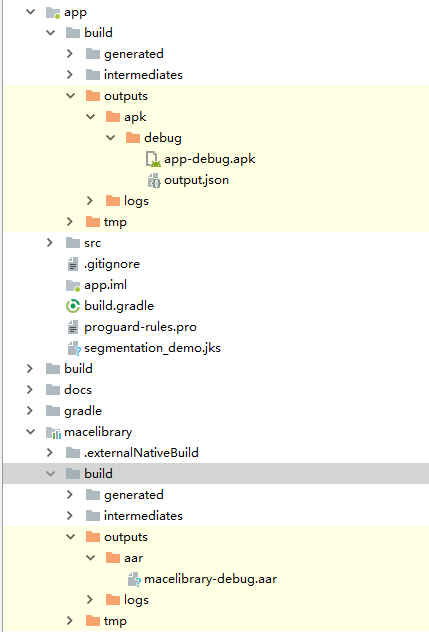 app
build
generated
intermediates
outputs
apk
debug
app-debug.apk
output.json
logs
tmp
src
.gitignore
app.iml
build.gradle
proguard-rules.pro
segmentation_demo.jks
build
docs
gradle
macelibrary
.externalNativeBuild
build
generated
intermediates
outputs
aar
macelibrary-debug.aar
logs
tmp